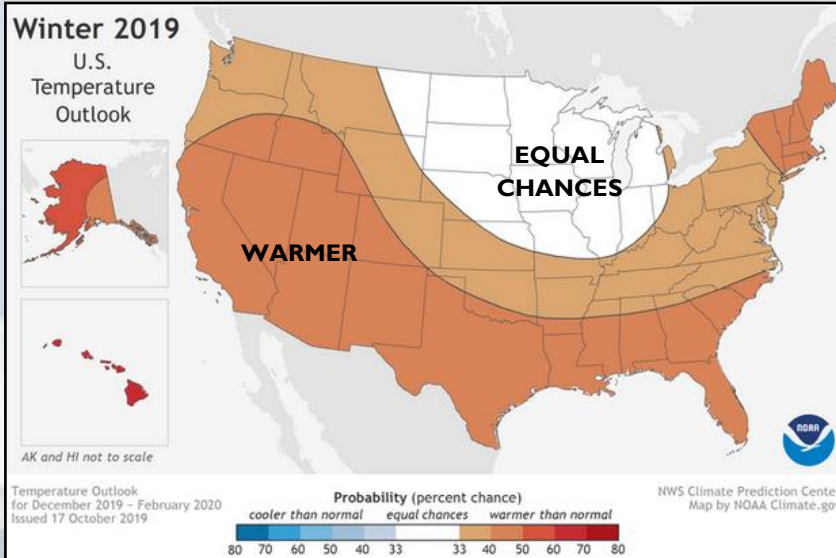 Winter 2019
U.S.
Temperature
Outlook
EQUAL
CHANCES
WARMER
AK and HI not to scale
NOAA
Temperature Outlook
for December 2019 – February 2020
Issued 17 October 2019
Probability (percent chance)
cooler than normal equal chances warmer than normal
80 70 60 50 40 33 33 40 50 60 70 80
NWS Climate Prediction Cente
Map by NOAA Climate.gov